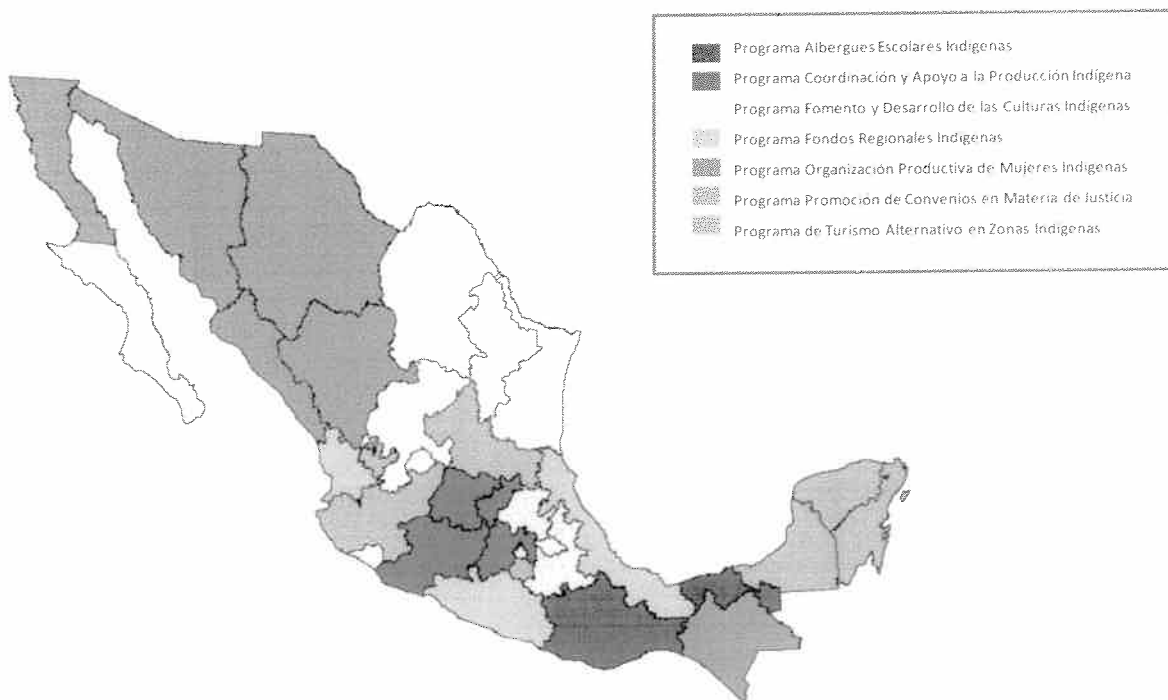 Programa Albergues Escolares Indígenas
Programa Coordinación y Apoyo a la Producción Indígena
Programa Fomento y Desarrollo de las Culturas Indígenas
Programa Fondos Regionales Indígenas
Programa Organización Productiva de Mujeres Indígenas
Programa Promoción de Convenios en Materia de Justicia
Programa de Turismo Alternativo en Zonas Indígenas